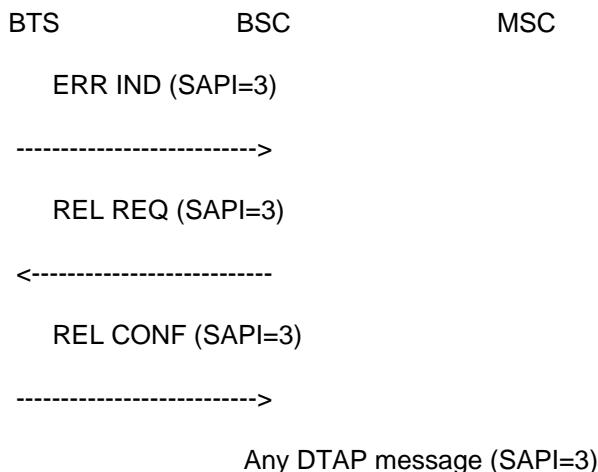 BTS BSC MSC
ERR IND (SAPI=3)
--------------------------->
REL REQ (SAPI=3)
<---------------------------
REL CONF (SAPI=3)
--------------------------->
Any DTAP message (SAPI=3)